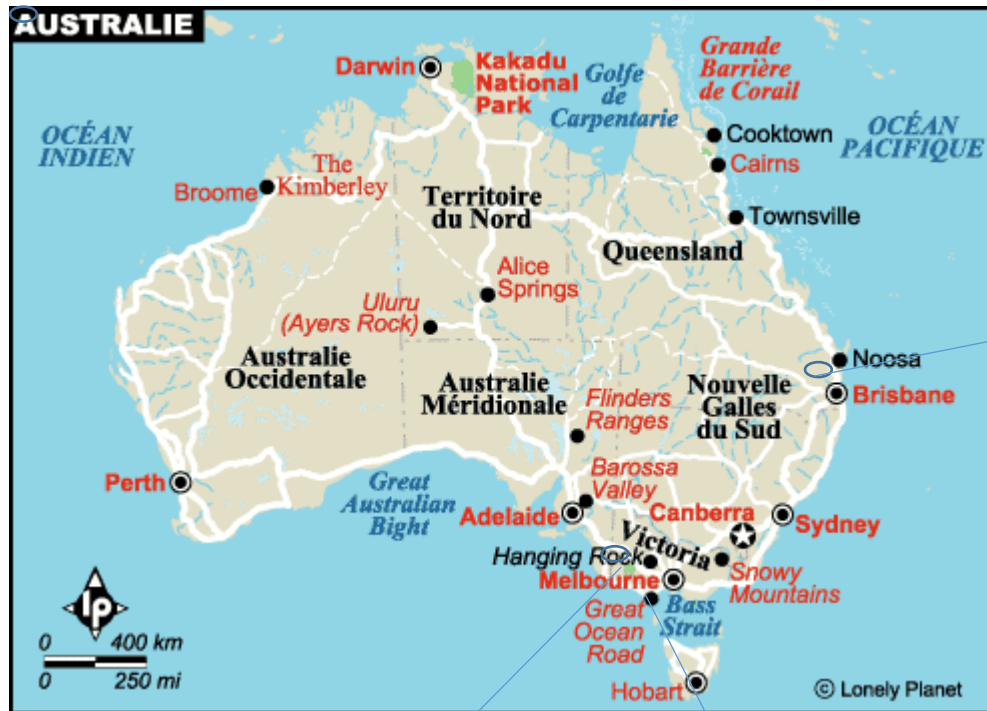 AUSTRALIE
Darwin
Kakadu
National
Park
Golfe
de
Carpentarie
Grande
Barrière
de Corail
OCÉAN
INDIEN
OCÉAN
PACIFIQUE
Cooktown
Cairns
The
Kimberley
Broome
Territoire
du Nord
Townsville
Queensland
Alice
Springs
Uluru
(Ayers Rock)
Australie
Occidentale
Australie
Méridionale
Noosa
Nouvelle
Galles
du Sud
Brisbane
Flinders
Ranges
Perth
Great
Australian
Bight
Barossa
Valley
Adelaide
Canberra
Sydney
Victoria
Hanging Rock
Melbourne
Snowy
Mountains
Great
Ocean
Road
Bass
Strait
Hobart
lp
0 400 km
0 250 mi
© Lonely Planet